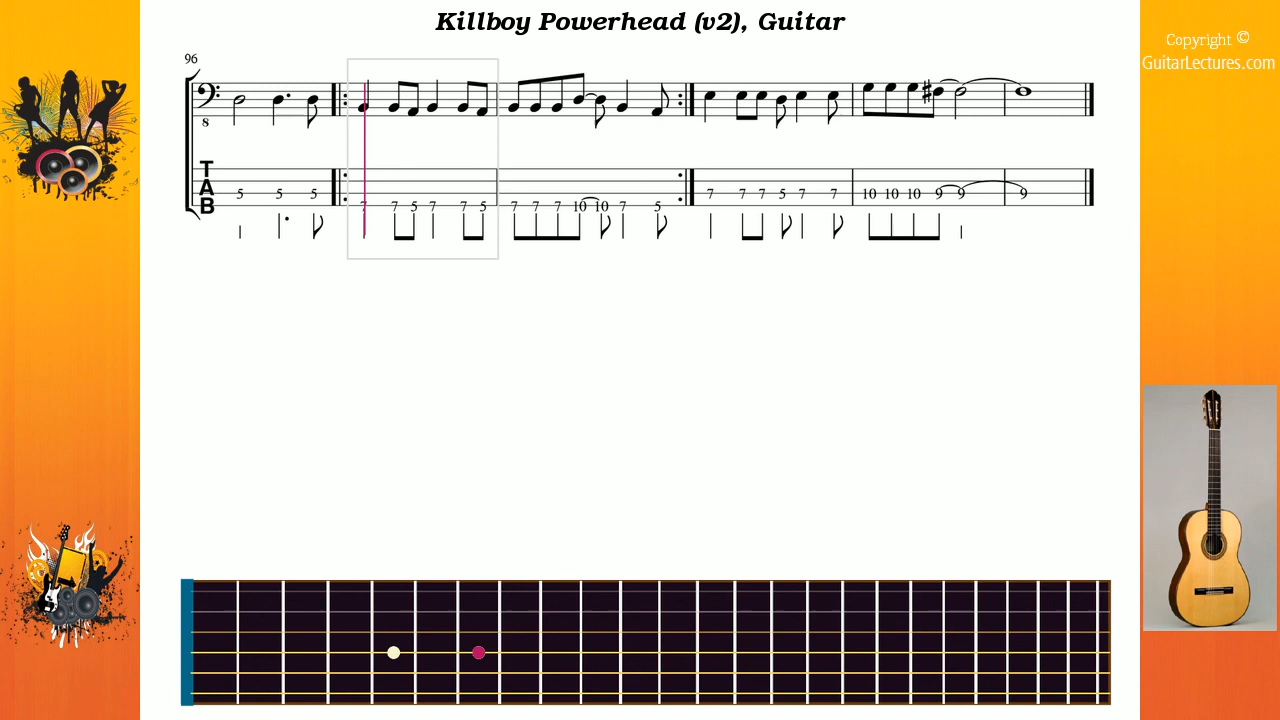 Killboy Powerhead (v2), Guitar
Copyright ©
GuitarLectures.com
96
8
T
A
B
5 5 5 7 7 5 7 7 5 7 7 7 10 10 7 5 7 7 7 5 7 7 10 10 10 9 9 9